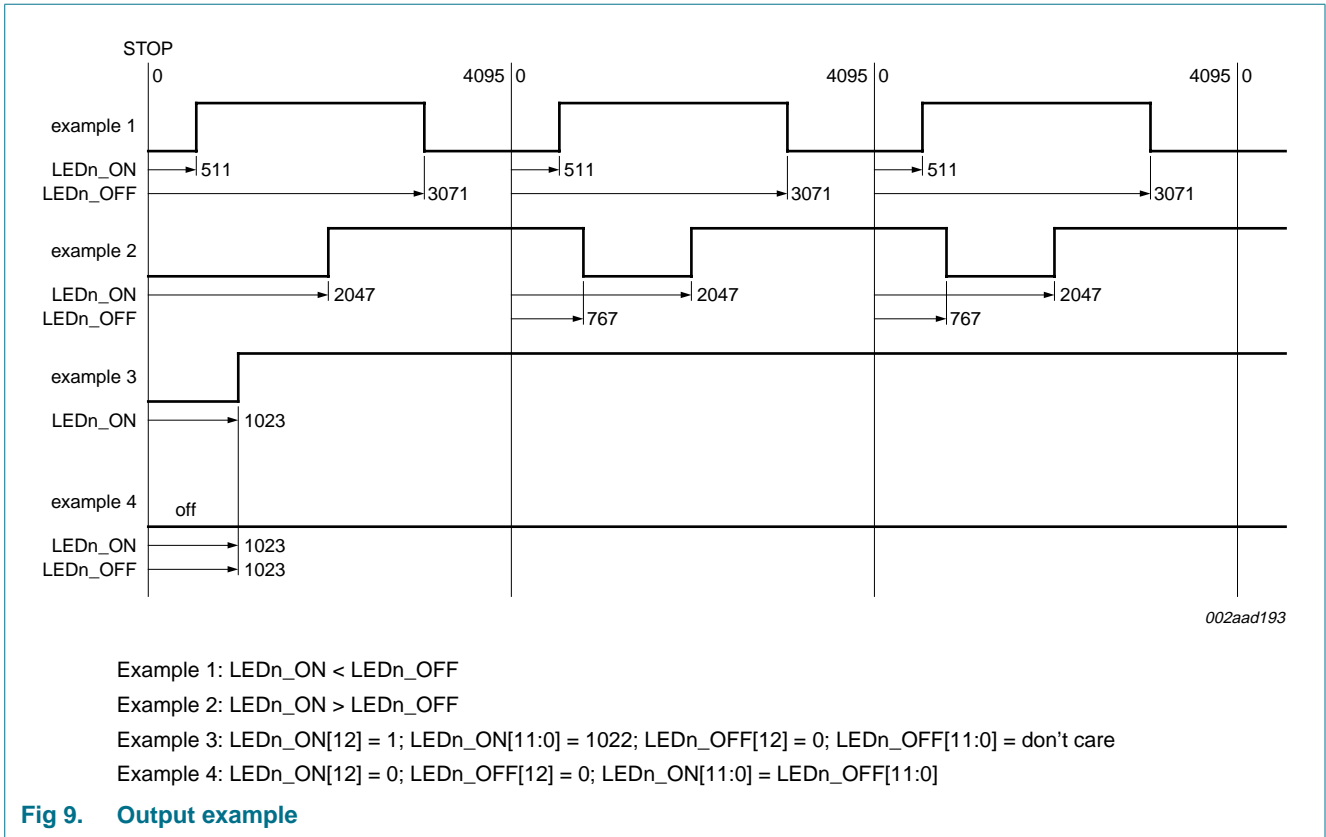 STOP
0 4095 0 4095 0 4095 0
example 1
LEDn_ON 511 511 511
LEDn_OFF 3071 3071 3071
example 2
LEDn_ON 2047 2047 2047
LEDn_OFF 767 767
example 3
LEDn_ON 1023
example 4 off
LEDn_ON 1023
LEDn_OFF 1023
002aad193
Example 1: LEDn_ON < LEDn_OFF
Example 2: LEDn_ON > LEDn_OFF
Example 3: LEDn_ON[12] = 1; LEDn_ON[11:0] = 1022; LEDn_OFF[12] = 0; LEDn_OFF[11:0] = don't care
Example 4: LEDn_ON[12] = 0; LEDn_OFF[12] = 0; LEDn_ON[11:0] = LEDn_OFF[11:0]
Fig 9. Output example